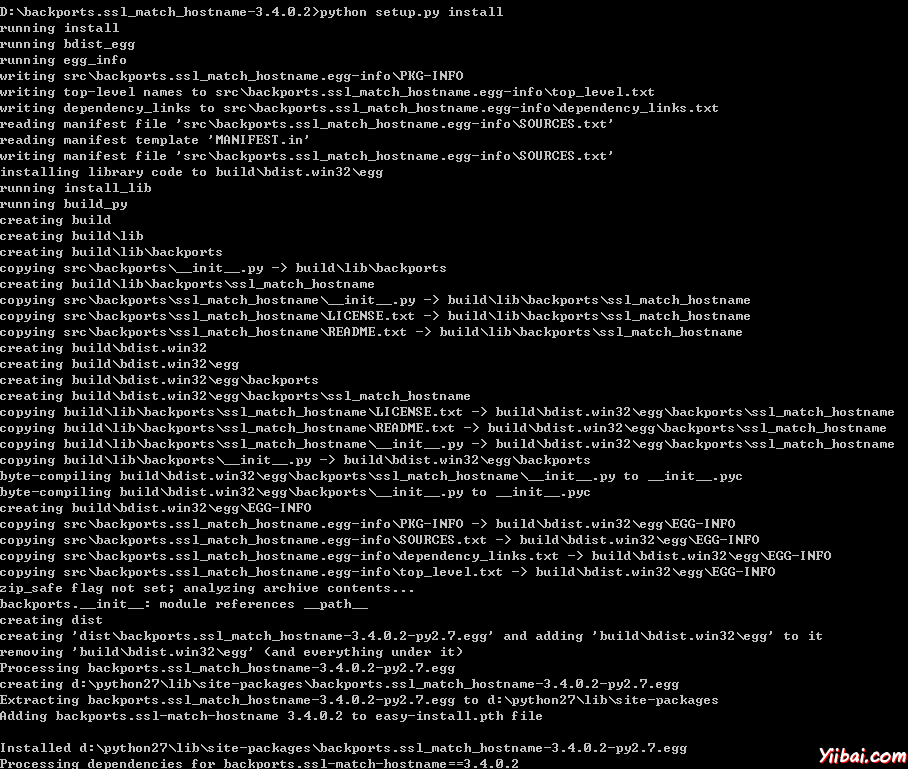 D:\backports.ssl_match_hostname-3.4.0.2>python setup.py install
running install
running bdist_egg
running egg_info
writing src\backports.ssl_match_hostname.egg-info\PKG-INFO
writing top-level names to src\backports.ssl_match_hostname.egg-info\top_level.txt
writing dependency_links to src\backports.ssl_match_hostname.egg-info\dependency_links.txt
reading manifest file 'src\backports.ssl_match_hostname.egg-info\SOURCES.txt'
reading manifest template 'MANIFEST.in'
writing manifest file 'src\backports.ssl_match_hostname.egg-info\SOURCES.txt'
installing library code to build\bdist.win32\egg
running install_lib
running build_py
creating build
creating build\lib
creating build\lib\backports
copying src\backports\__init__.py -> build\lib\backports
creating build\lib\backports\ssl_match_hostname
copying src\backports\ssl_match_hostname\__init__.py -> build\lib\backports\ssl_match_hostname
copying src\backports\ssl_match_hostname\LICENSE.txt -> build\lib\backports\ssl_match_hostname
copying src\backports\ssl_match_hostname\README.txt -> build\lib\backports\ssl_match_hostname
creating build\bdist.win32
creating build\bdist.win32\egg
creating build\bdist.win32\egg\backports
creating build\bdist.win32\egg\backports\ssl_match_hostname
copying build\lib\backports\ssl_match_hostname\LICENSE.txt -> build\bdist.win32\egg\backports\ssl_match_hostname
copying build\lib\backports\ssl_match_hostname\README.txt -> build\bdist.win32\egg\backports\ssl_match_hostname
copying build\lib\backports\ssl_match_hostname\__init__.py -> build\bdist.win32\egg\backports\ssl_match_hostname
copying build\lib\backports\__init__.py -> build\bdist.win32\egg\backports
byte-compiling build\bdist.win32\egg\backports\ssl_match_hostname\__init__.py to __init__.pyc
byte-compiling build\bdist.win32\egg\backports\__init__.py to __init__.pyc
creating build\bdist.win32\egg\EGG-INFO
copying src\backports.ssl_match_hostname.egg-info\PKG-INFO -> build\bdist.win32\egg\EGG-INFO
copying src\backports.ssl_match_hostname.egg-info\SOURCES.txt -> build\bdist.win32\egg\EGG-INFO
copying src\backports.ssl_match_hostname.egg-info\dependency_links.txt -> build\bdist.win32\egg\EGG-INFO
copying src\backports.ssl_match_hostname.egg-info\top_level.txt -> build\bdist.win32\egg\EGG-INFO
zip_safe flag not set; analyzing archive contents...
backports.__init__: module references __path__
creating dist
creating 'dist\backports.ssl_match_hostname-3.4.0.2-py2.7.egg' and adding 'build\bdist.win32\egg' to it
removing 'build\bdist.win32\egg' (and everything under it)
Processing backports.ssl_match_hostname-3.4.0.2-py2.7.egg
creating d:\python27\lib\site-packages\backports.ssl_match_hostname-3.4.0.2-py2.7.egg
Extracting backports.ssl_match_hostname-3.4.0.2-py2.7.egg to d:\python27\lib\site-packages
Adding backports.ssl-match-hostname 3.4.0.2 to easy-install.pth file
Installed d:\python27\lib\site-packages\backports.ssl_match_hostname-3.4.0.2-py2.7.egg
Processing dependencies for backports.ssl-match-hostname==3.4.0.2
Yiibai.com